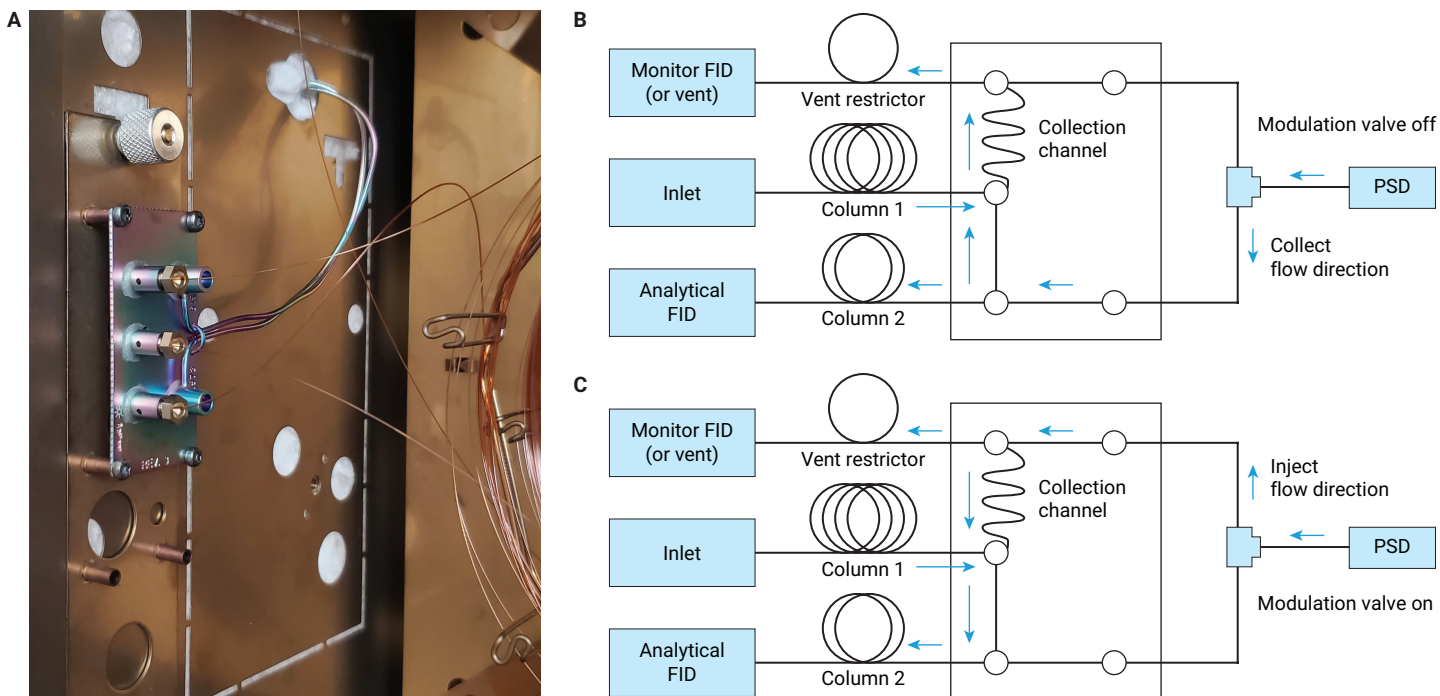 A
B
Monitor FID
(or vent)
Vent restrictor
Collection
channel
Modulation valve off
Inlet
Column 1
PSD
Collect
flow direction
Analytical
FID
Column 2
C
Monitor FID
(or vent)
Vent restrictor
Collection
channel
Inject
flow direction
Inlet
Column 1
PSD
Modulation valve on
Analytical
FID
Column 2